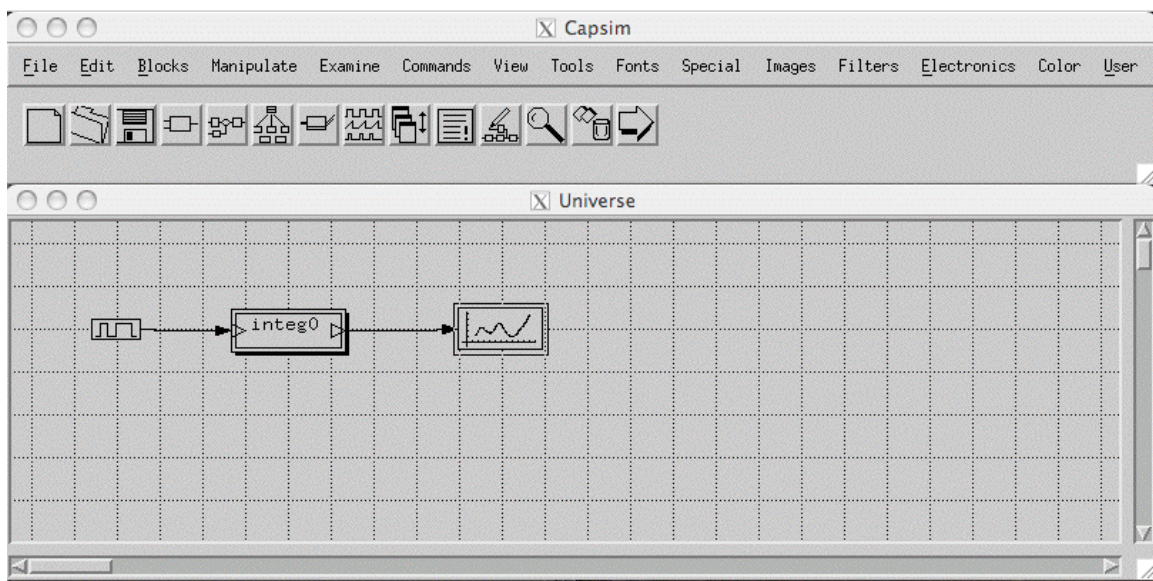 Capsim
File Edit Blocks Manipulate Examine Commands View Tools Fonts Special Images Filters Electronics Color User
Universe
integ0